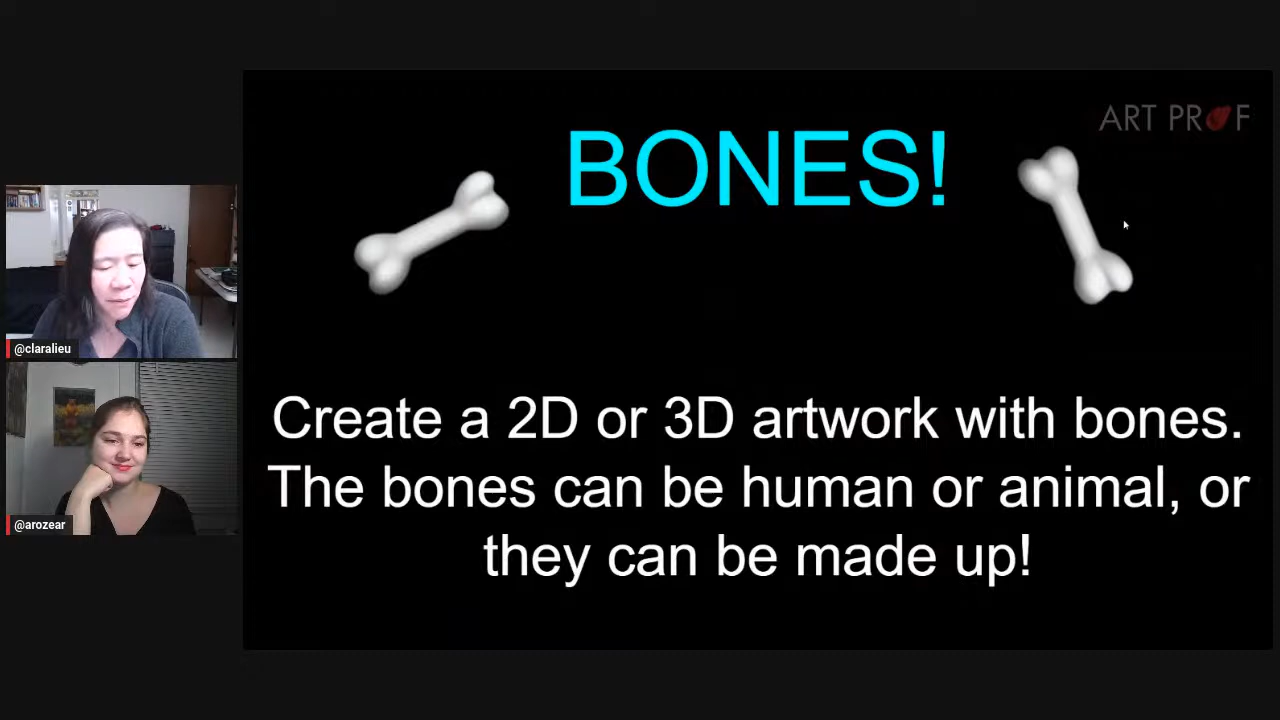 ART PROF
BONES!
@claralieu
Create a 2D or 3D artwork with bones.
The bones can be human or animal, or
they can be made up!
@arozear